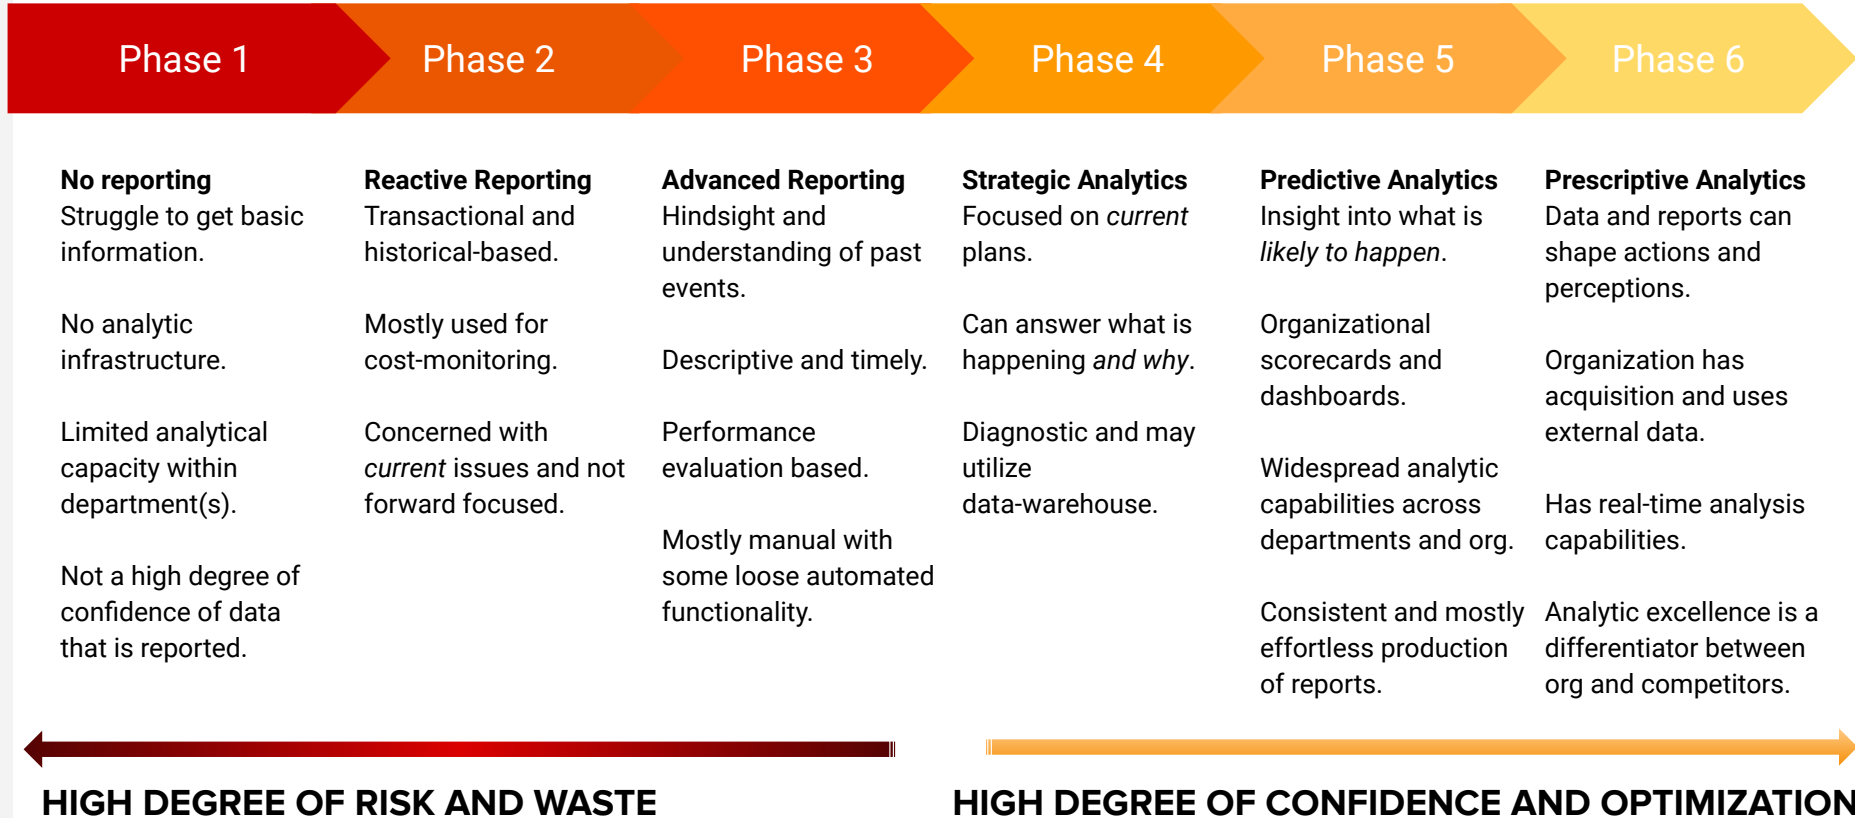 Phase 1
Phase 2
Phase 3
Phase 4
Phase 5
Phase 6
No reporting
Struggle to get basic
information.
No analytic
infrastructure.
Limited analytical
capacity within
department(s).
Not a high degree of
confidence of data
that is reported.
Reactive Reporting
Transactional and
historical-based.
Mostly used for
cost-monitoring.
Concerned with
current issues and not
forward focused.
Advanced Reporting
Hindsight and
understanding of past
events.
Descriptive and timely.
Performance
evaluation based.
Mostly manual with
some loose automated
functionality.
Strategic Analytics
Focused on current
plans.
Can answer what is
happening and why.
Diagnostic and may
utilize
data-warehouse.
Predictive Analytics
Insight into what is
likely to happen.
Organizational
scorecards and
dashboards.
Widespread analytic
capabilities across
departments and org.
Consistent and mostly
effortless production
of reports.
Prescriptive Analytics
Data and reports can
shape actions and
perceptions.
Organization has
acquisition and uses
external data.
Has real-time analysis
capabilities.
Analytic excellence is a
differentiator between
org and competitors.
HIGH DEGREE OF RISK AND WASTE
HIGH DEGREE OF CONFIDENCE AND OPTIMIZATION